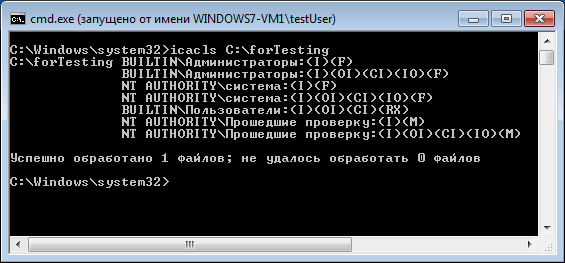 cmd.exe (запущено от имени WINDOWS7-VM1\testUser)
C:\Windows\system32>icacls C:\forTesting
C:\forTesting BUILTIN\Администраторы:(I)(F)
BUILTIN\Администраторы:(I)(OI)(CI)(IO)(F)
NT AUTHORITY\система:(I)(F)
NT AUTHORITY\система:(I)(OI)(CI)(IO)(F)
BUILTIN\Пользователи:(I)(OI)(CI)(RX)
NT AUTHORITY\Прошедшие проверку:(I)(M)
NT AUTHORITY\Прошедшие проверку:(I)(OI)(CI)(IO)(M)
Успешно обработано 1 файлов; не удалось обработать 0 файлов
C:\Windows\system32>